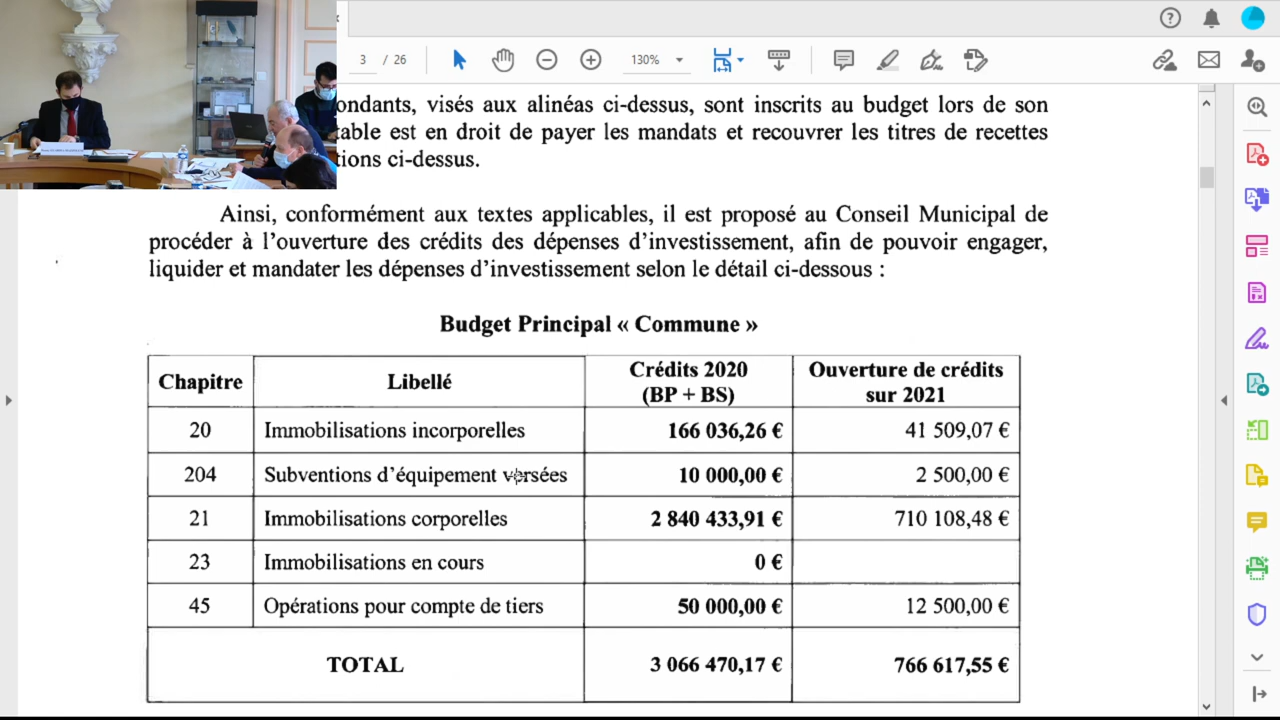 3 / 26
130%
ondants, visés aux alinéas ci-dessus, sont inscrits au budget lors de son
table est en droit de payer les mandats et recouvrer les titres de recettes
tions ci-dessus.
Ainsi, conformément aux textes applicables, il est proposé au Conseil Municipal de
procéder à l'ouverture des crédits des dépenses d'investissement, afin de pouvoir engager,
liquider et mandater les dépenses d'investissement selon le détail ci-dessous :
Budget Principal « Commune »
Chapitre Libellé Crédits 2020 (BP + BS) Ouverture de crédits sur 2021
20 Immobilisations incorporelles 166 036,26 € 41 509,07 €
204 Subventions d'équipement versées 10 000,00 € 2 500,00 €
21 Immobilisations corporelles 2 840 433,91 € 710 108,48 €
23 Immobilisations en cours 0 €
45 Opérations pour compte de tiers 50 000,00 € 12 500,00 €
TOTAL 3 066 470,17 € 766 617,55 €